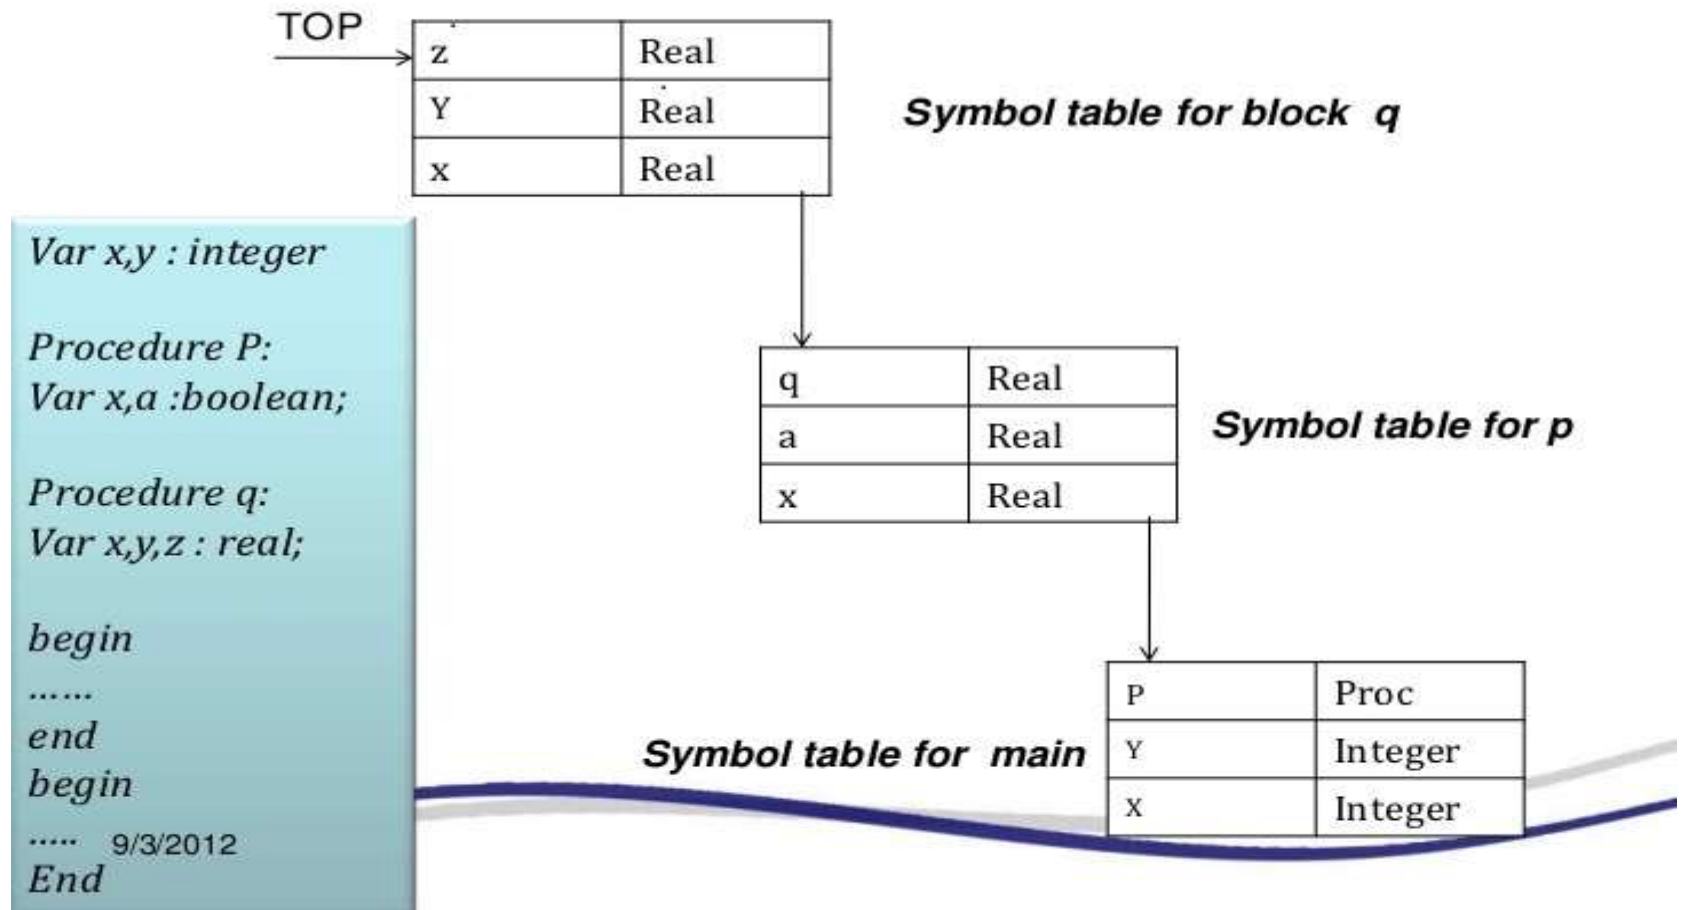 TOP
z Real
Y Real
x Real
Symbol table for block q
Var x,y : integer
Procedure P:
Var x,a :boolean;
Procedure q:
Var x,y,z : real;
begin
......
end
begin
..... 9/3/2012
End
q Real
a Real
x Real
Symbol table for p
P Proc
Y Integer
X Integer
Symbol table for main